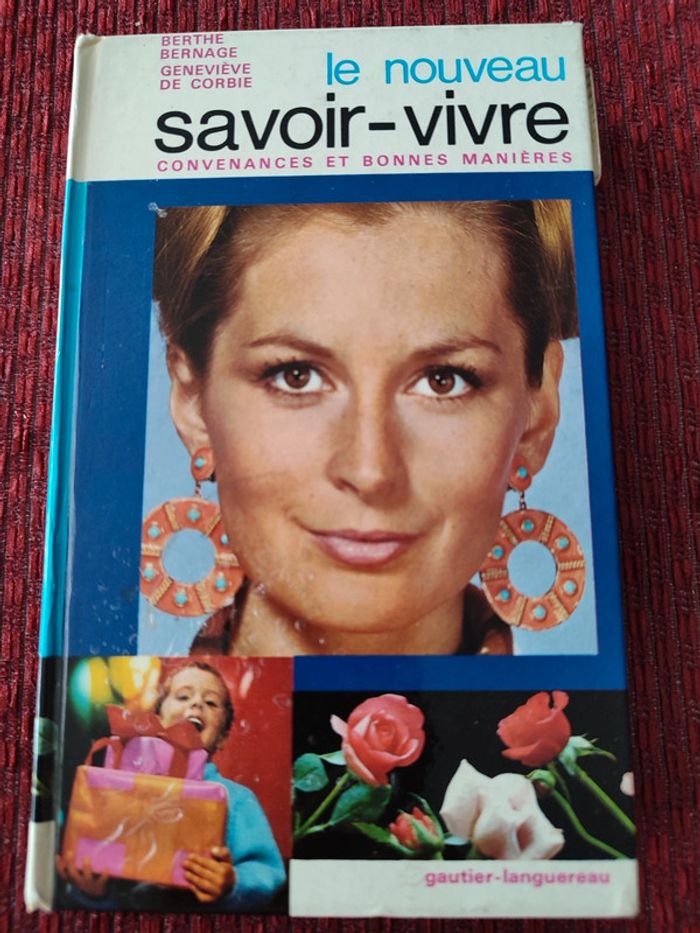 BERTHE
BERNAGE
GENEVIÈVE
DE CORBIE
le nouveau
savoir-vivre
CONVENANCES ET BONNES MANIÈRES
gautier-languereau